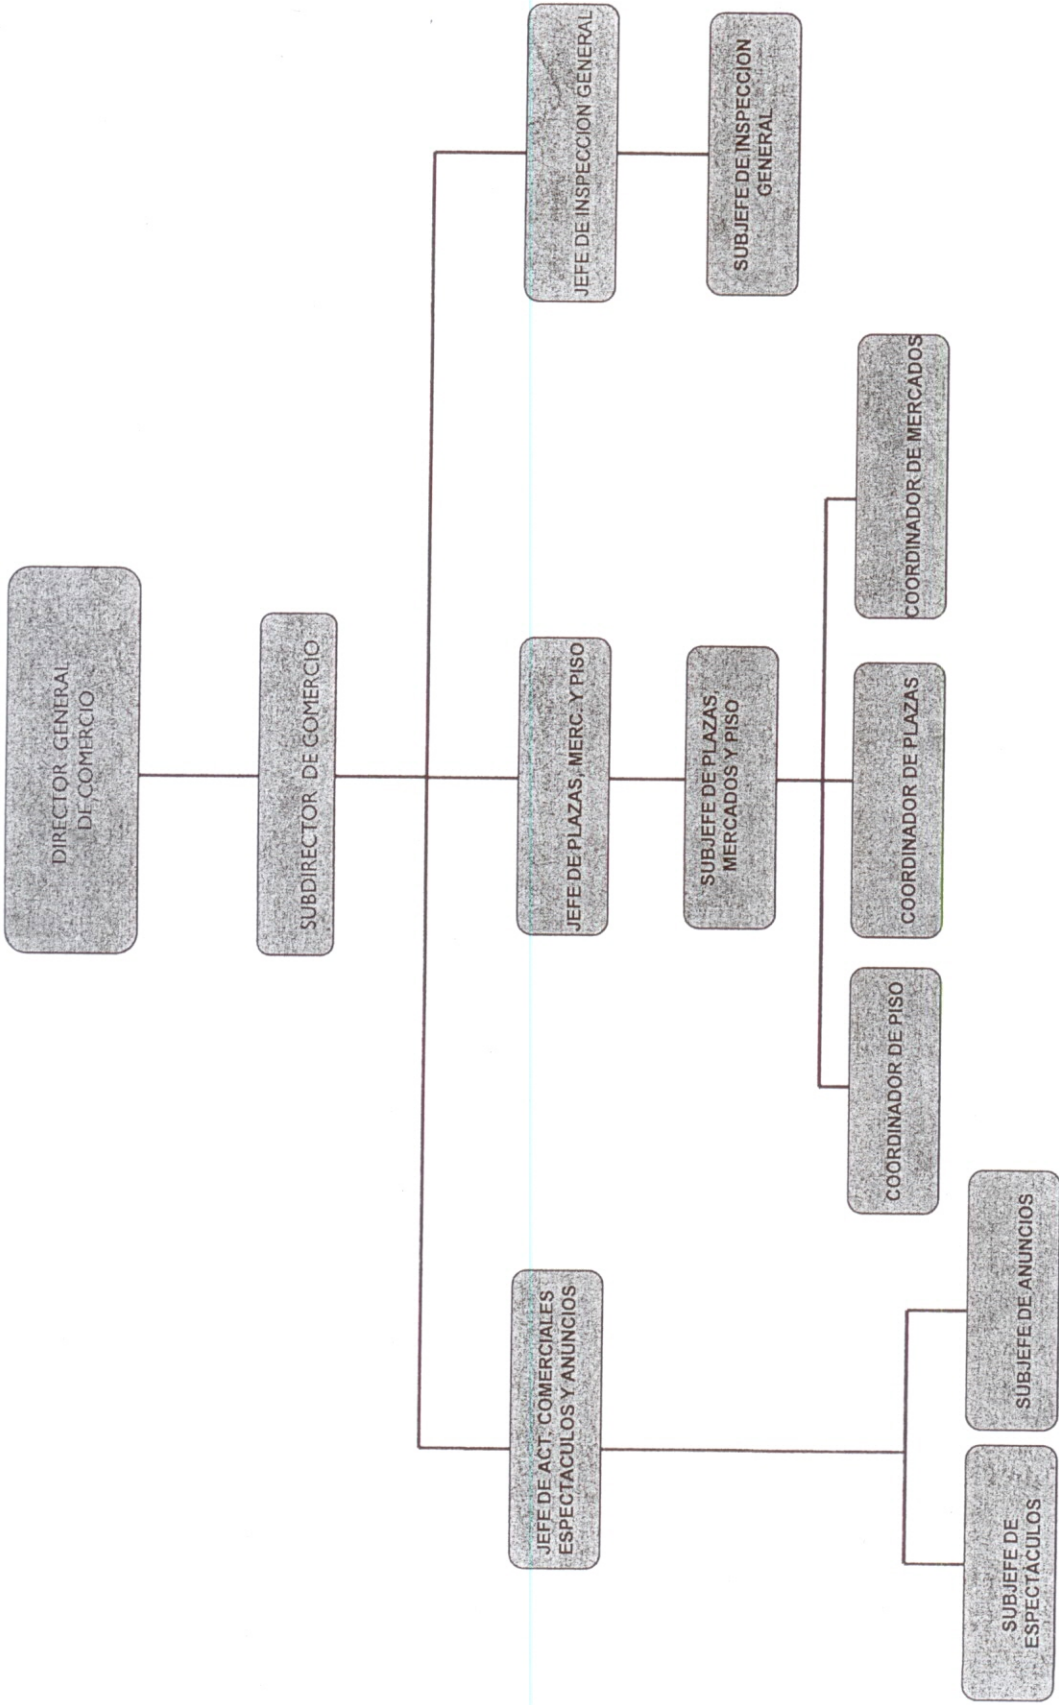 DIRECTOR GENERAL
DE COMERCIO
SUBDIRECTOR DE COMERCIO
JEFE DE ACT. COMERCIALES
ESPECTACULOS Y ANUNCIOS
JEFE DE PLAZAS, MERC. Y PISO
JEFE DE INSPECCION GENERAL
SUBJEFE DE PLAZAS,
MERCADOS Y PISO
SUBJEFE DE INSPECCION
GENERAL
COORDINADOR DE PISO
COORDINADOR DE PLAZAS
COORDINADOR DE MERCADOS
SUBJEFE DE
ESPECTACULOS
SUBJEFE DE ANUNCIOS